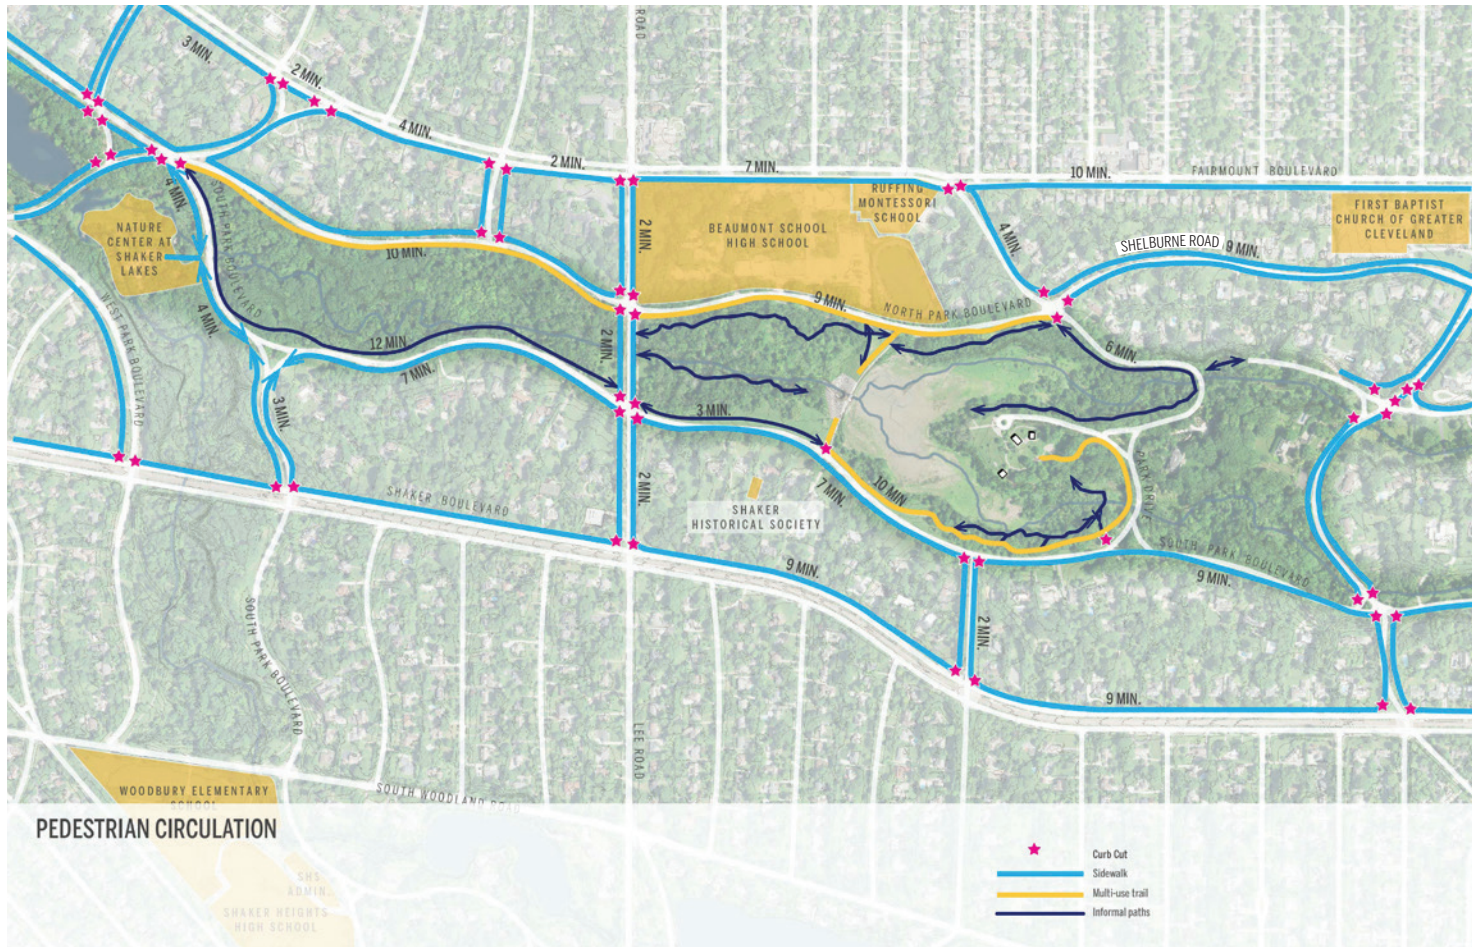 ROAD
3 MIN.
2 MIN.
4 MIN.
2 MIN.
7 MIN.
10 MIN.
FAIRMOUNT BOULEVARD
RUFFING
MONTESSORI
SCHOOL
4 MIN.
SOUTH PARK BOULEVARD
NATURE
CENTER AT
SHAKER
LAKES
10 MIN.
2 MIN.
BEAUMONT SCHOOL
HIGH SCHOOL
4 MIN.
SHELBURNE ROAD
9 MIN.
FIRST BAPTIST
CHURCH OF GREATER
CLEVELAND
WEST PARK BOULEVARD
4 MIN.
9 MIN.
NORTH PARK BOULEVARD
12 MIN
2 MIN.
6 MIN.
7 MIN.
3 MIN.
3 MIN.
SHAKER BOULEVARD
2 MIN.
SHAKER
HISTORICAL SOCIETY
7 MIN.
10 MIN
PARK DRIVE
SOUTH PARK BOULEVARD
9 MIN.
9 MIN.
2 MIN.
SOUTH PARK BOULEVARD
9 MIN.
LEE ROAD
WOODBURY ELEMENTARY
SCHOOL
SOUTH WOODLAND ROAD
PEDESTRIAN CIRCULATION
SHS
ADMIN.
SHAKER HEIGHTS
HIGH SCHOOL
Curb Cut
Sidewalk
Multi-use trail
Informal paths